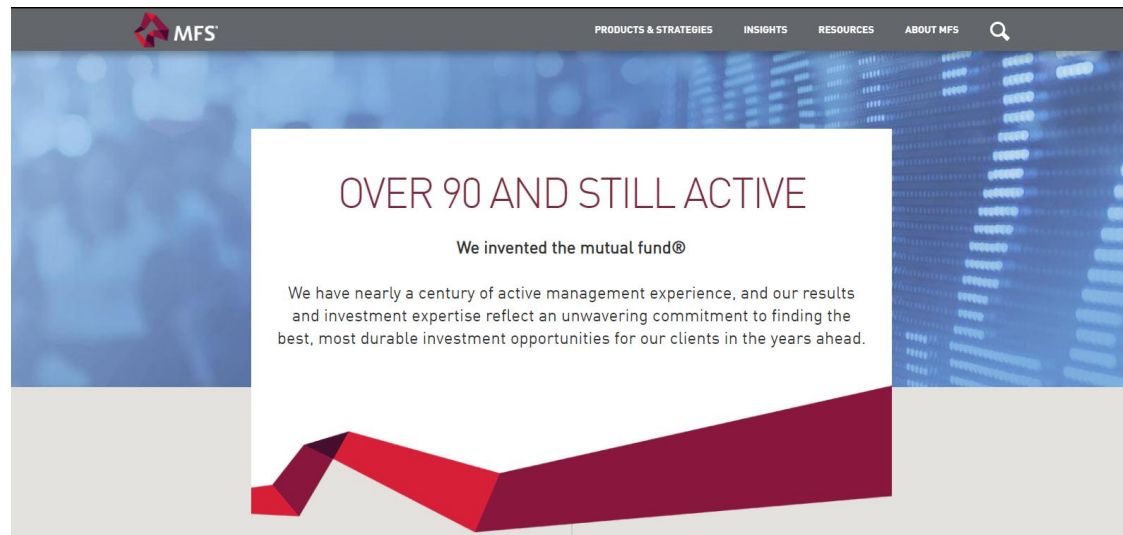 MFS®
PRODUCTS & STRATEGIES
INSIGHTS
RESOURCES
ABOUT MFS
OVER 90 AND STILL ACTIVE
We invented the mutual fund®
We have nearly a century of active management experience, and our results
and investment expertise reflect an unwavering commitment to finding the
best, most durable investment opportunities for our clients in the years ahead.